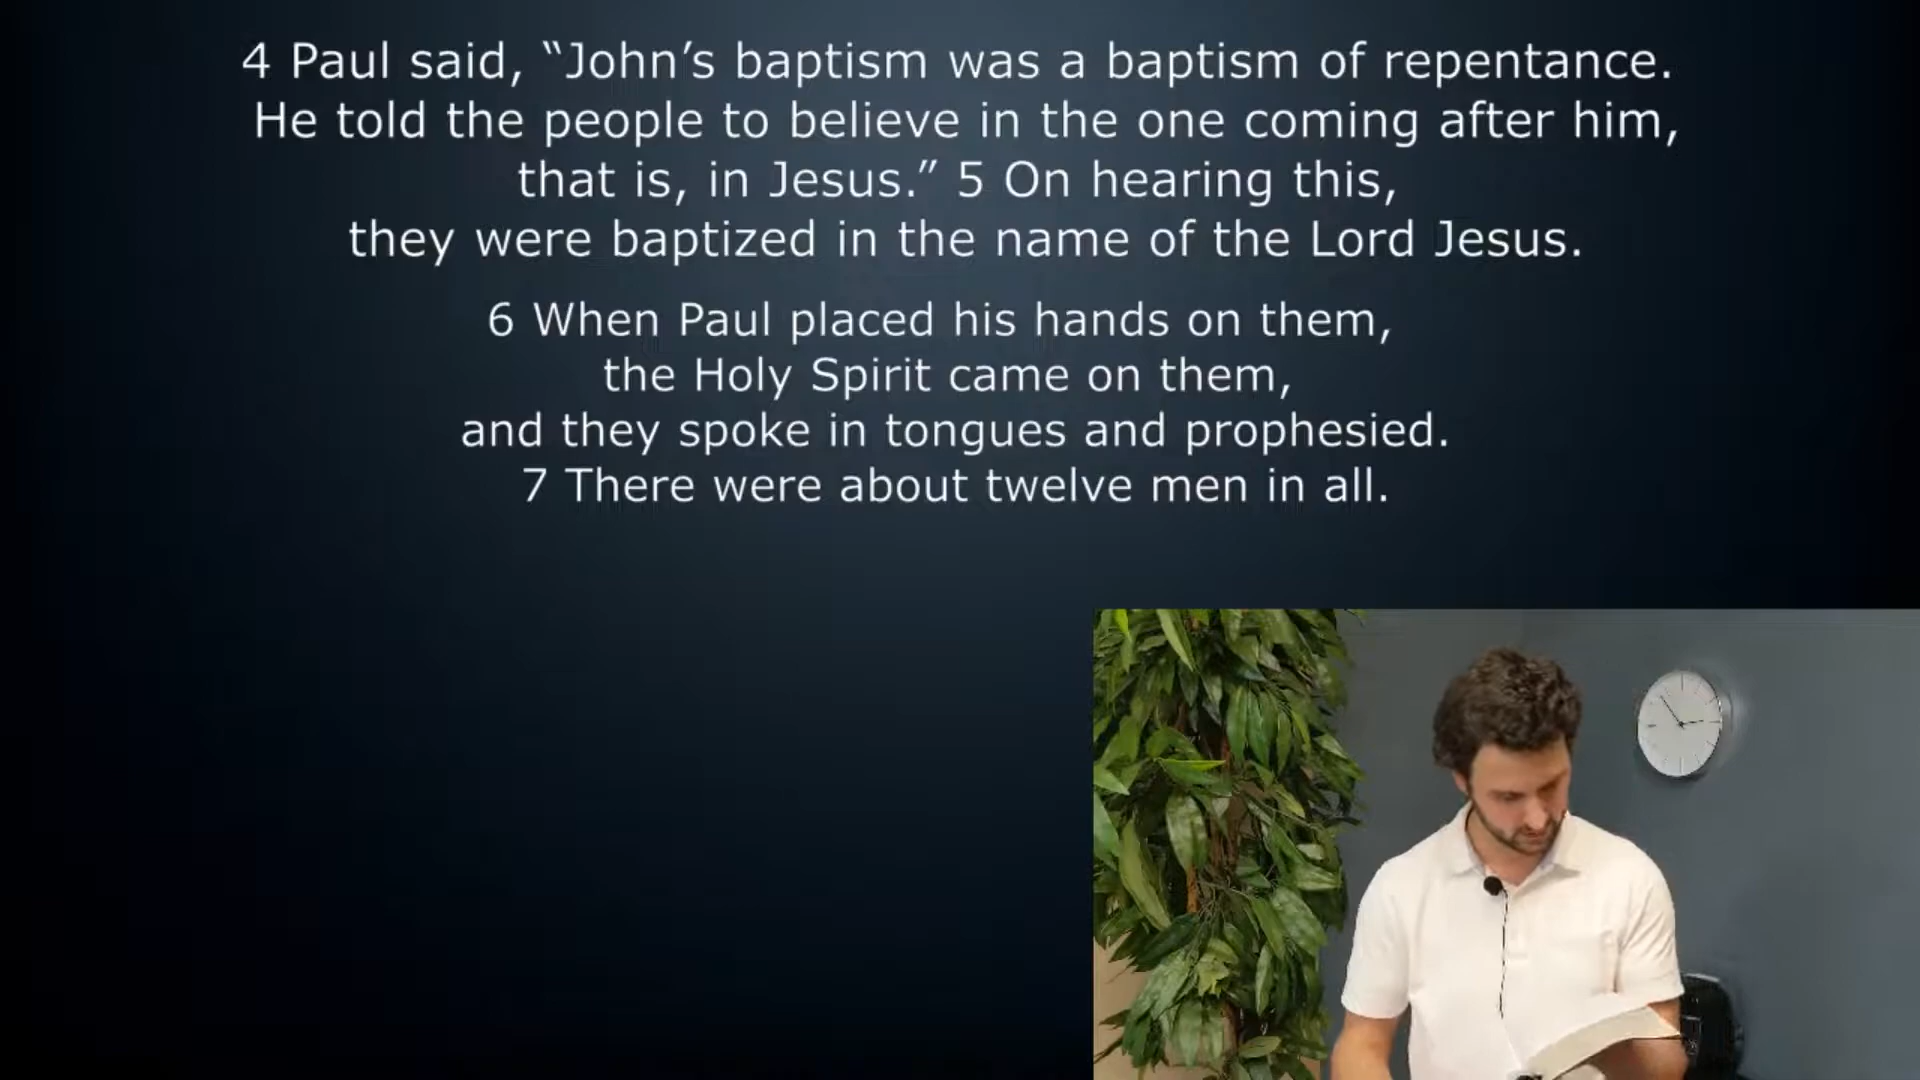 4 Paul said, “John’s baptism was a baptism of repentance.
He told the people to believe in the one coming after him,
that is, in Jesus.” 5 On hearing this,
they were baptized in the name of the Lord Jesus.
6 When Paul placed his hands on them,
the Holy Spirit came on them,
and they spoke in tongues and prophesied.
7 There were about twelve men in all.